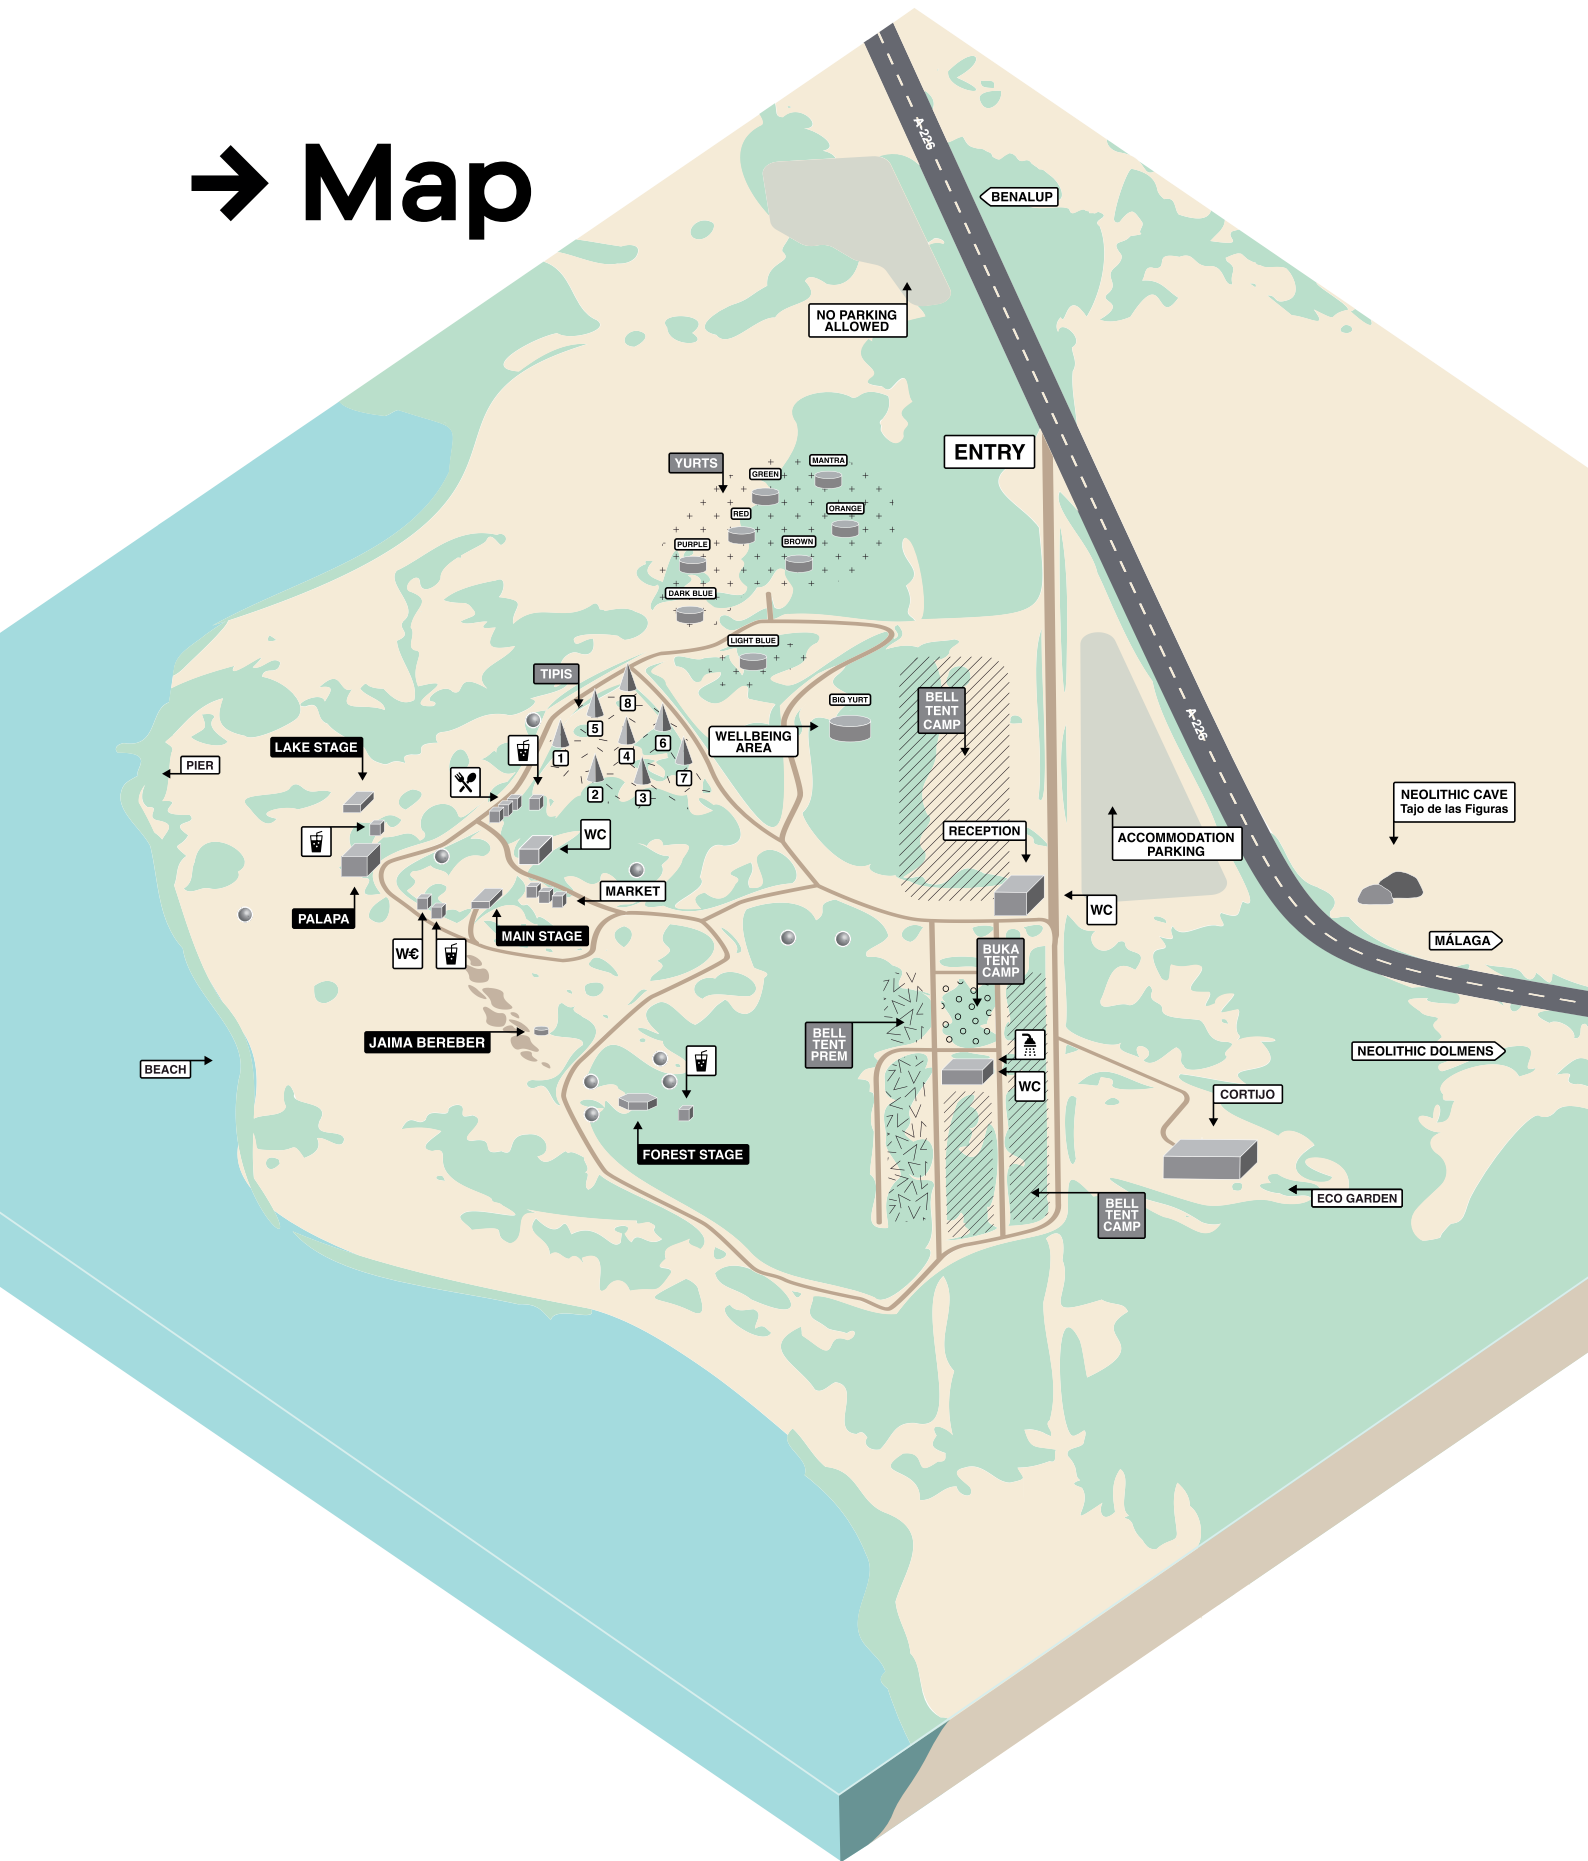 → Map
A-226
BENALUP
NO PARKING
ALLOWED
ENTRY
YURTS
MANTRA
GREEN
ORANGE
RED
BROWN
PURPLE
DARK BLUE
LIGHT BLUE
TIPIS
8
5
6
4
1
7
2
3
BIG YURT
WELLBEING
AREA
BELL
TENT
CAMP
A-226
LAKE STAGE
PIER
WC
RECEPTION
ACCOMMODATION
PARKING
NEOLITHIC CAVE
Tajo de las Figuras
MARKET
WC
PALAPA
MAIN STAGE
W€
BUKA
TENT
CAMP
MÁLAGA
JAIMA BEREBER
BELL
TENT
PREM
NEOLITHIC DOLMENS
BEACH
WC
CORTIJO
FOREST STAGE
ECO GARDEN
BELL
TENT
CAMP